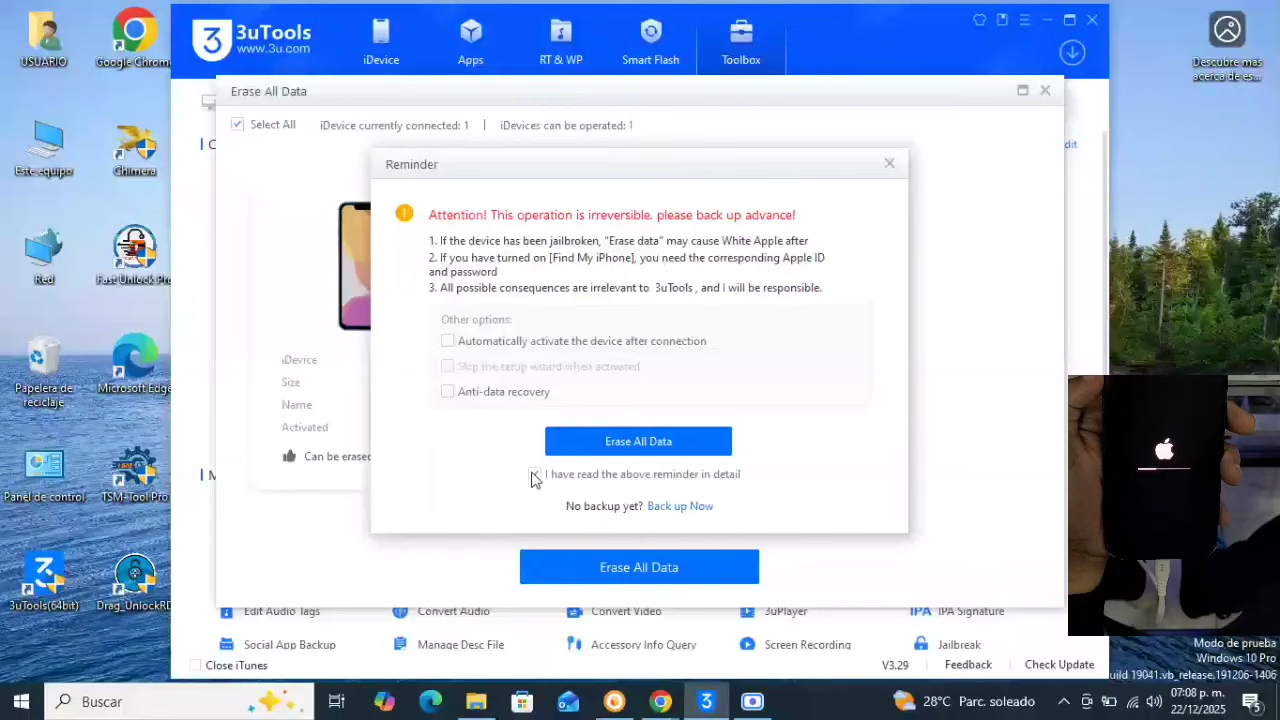 USUARIO
Google Chrome
Este equipo
Chimera
Red
Fast Unlock Pro
Papelera de
reciclaje
Microsoft Edge
Panel de control
TSM-Tool Pro
3uTools(64bit)
Drag_UnlockRD
3uTools
www.3u.com
iDevice
Apps
RT & WP
Smart Flash
Toolbox
Descubre más
acerca de es...
Erase All Data
Select All
iDevice currently connected: 1 | iDevices can be operated: 1
dit
Reminder
Attention! This operation is irreversible, please back up advance!
1. If the device has been jailbroken, "Erase data" may cause White Apple after
2. If you have turned on [Find My iPhone], you need the corresponding Apple ID
and password
3. All possible consequences are irrelevant to 3uTools , and I will be responsible.
Other options:
Automatically activate the device after connection
Skip the setup wizard when activated
Anti-data recovery
Erase All Data
I have read the above reminder in detail
No backup yet? Back up Now
iDevice
Size
Name
Activated
Can be erased
Erase All Data
Edit Audio Tags
Convert Audio
Convert Video
3uPlayer
IPA IPA Signature
Social App Backup
Manage Desc File
Accessory Info Query
Screen Recording
Jailbreak
Close iTunes
V3.29
Feedback
Check Update
Modo de prueba
Windows 10 Pro
Build 19041.vb_release.191206-1406
Buscar
28°C Parc. soleado
07:08 p. m.
22/12/2025
5